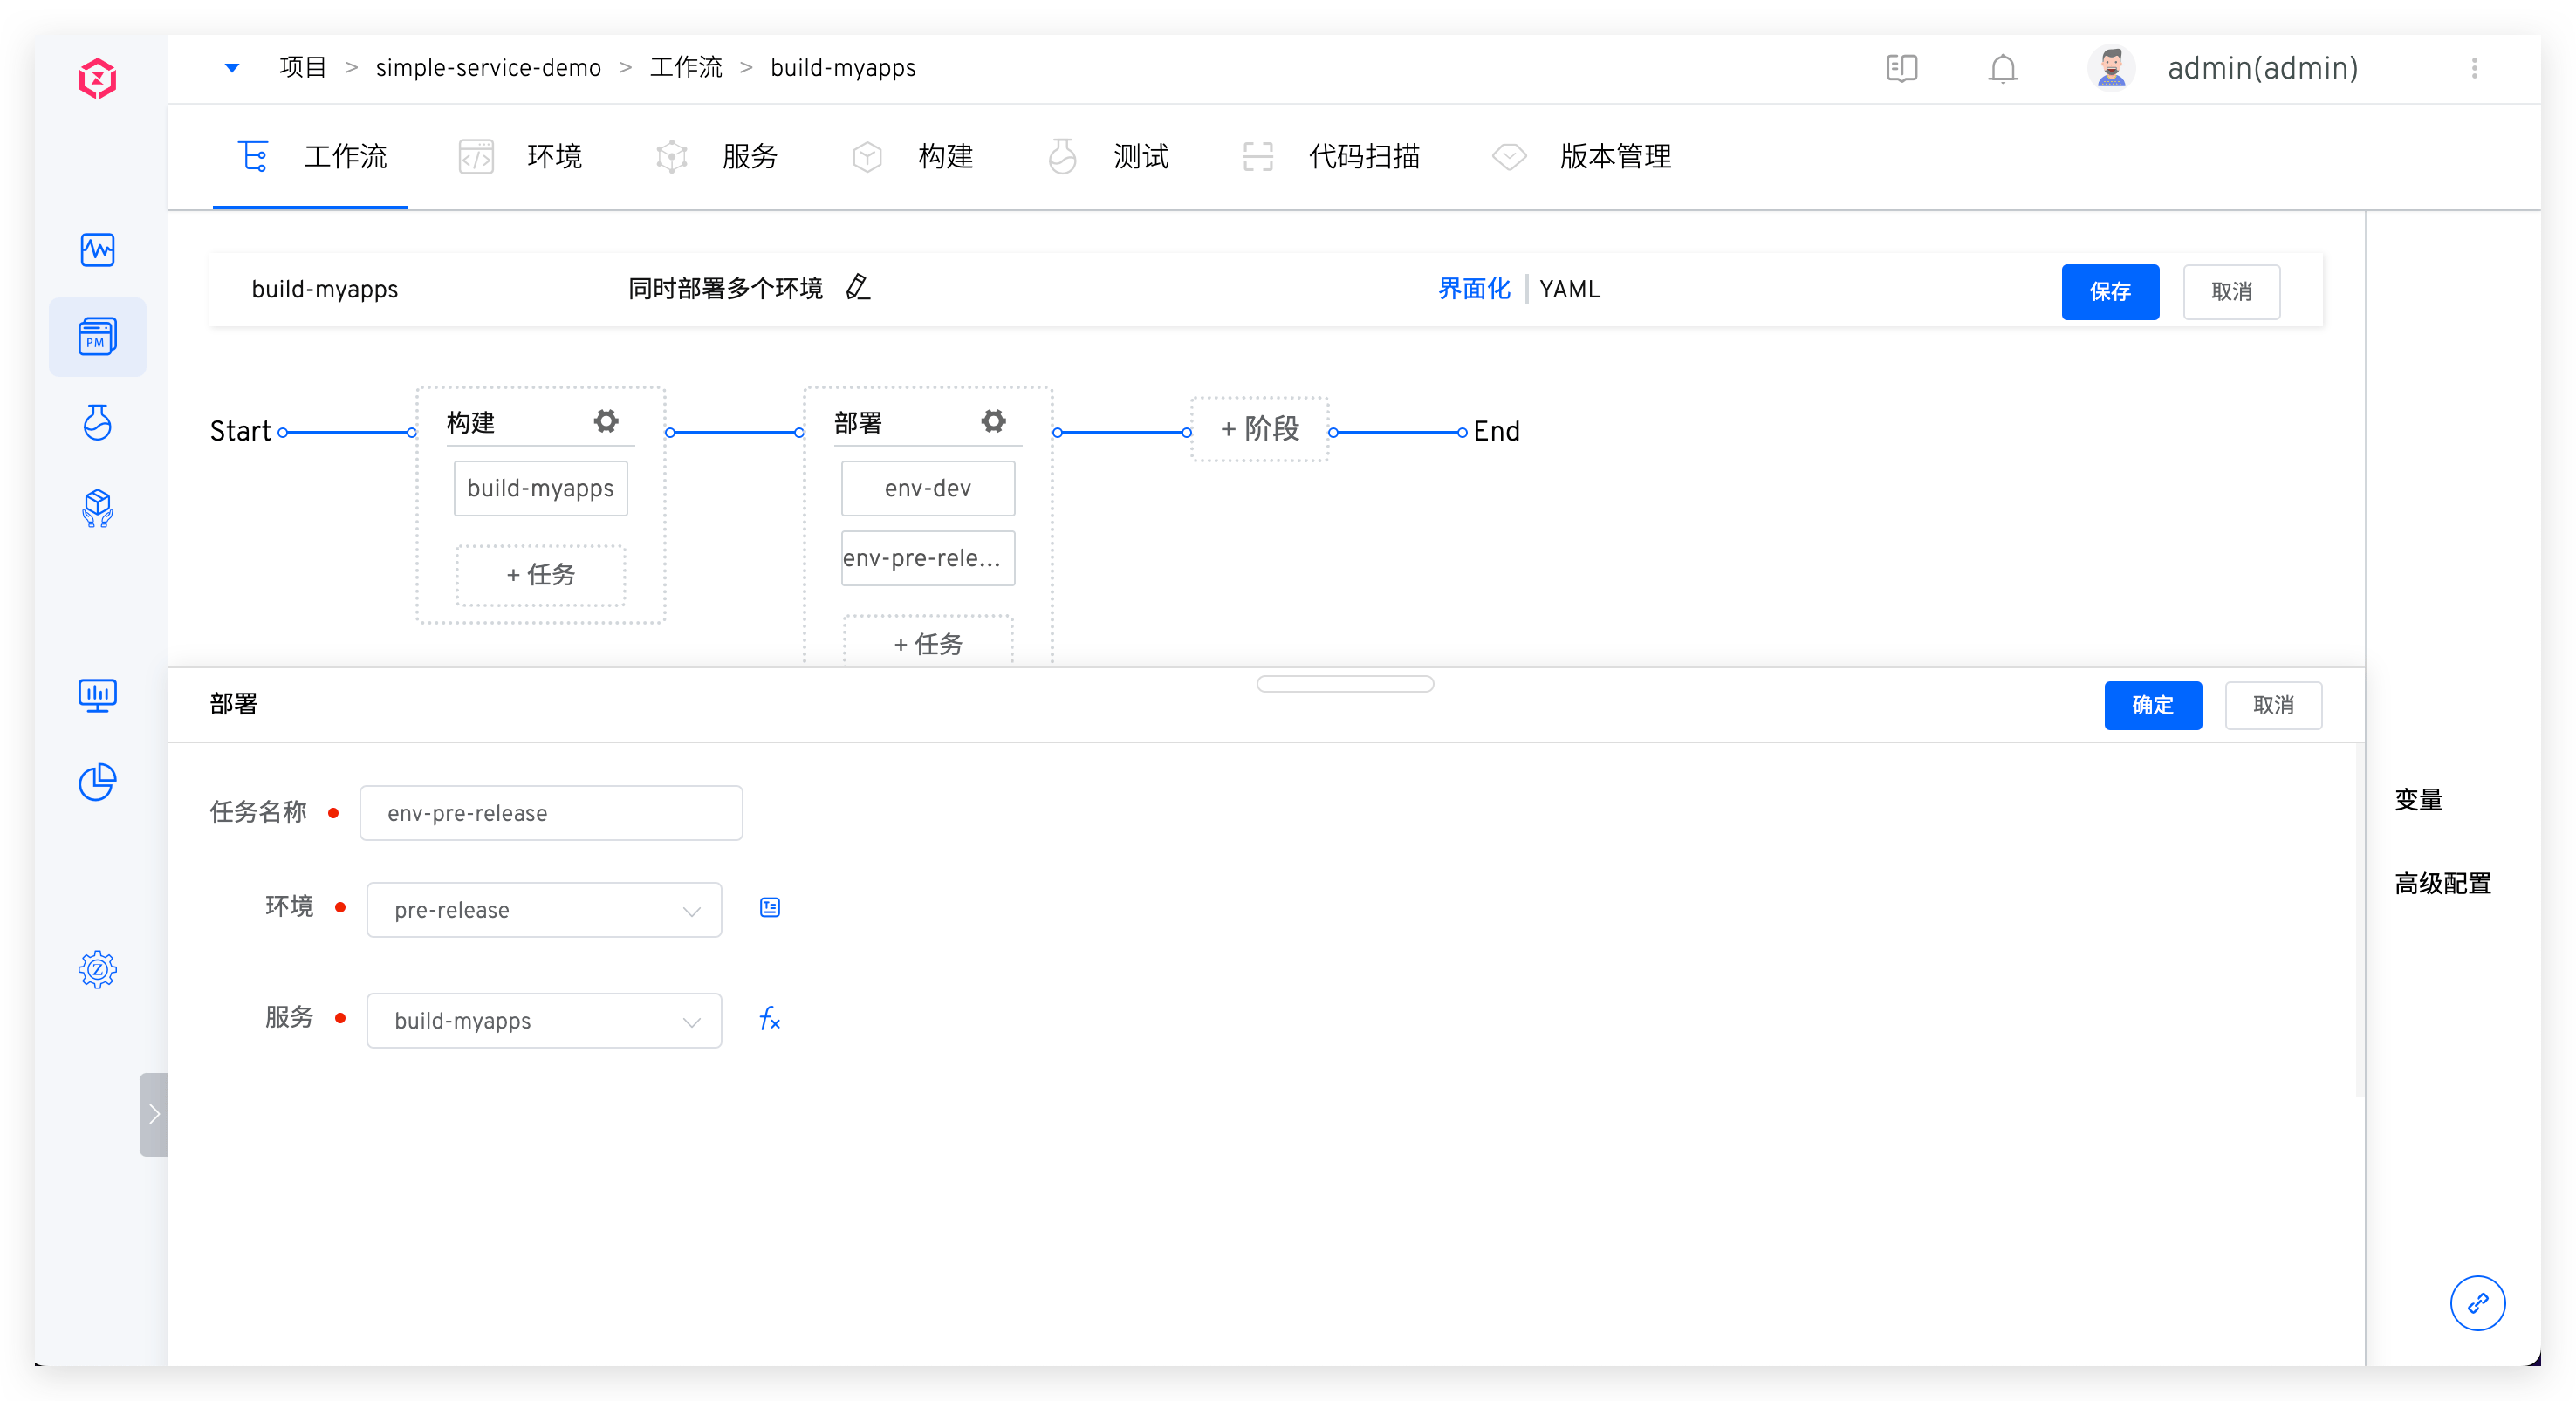 项目 > simple-service-demo > 工作流 > build-myapps
admin(admin)
工作流 环境 服务 构建 测试 代码扫描 版本管理
PM
build-myapps 同时部署多个环境 界面化 YAML 保存 取消
Start 构建 部署 + 阶段 End
build-myapps env-dev
env-pre-rele...
+ 任务
+ 任务
部署 确定 取消
任务名称 env-pre-release
变量
环境 pre-release
高级配置
服务 build-myapps fx
Z